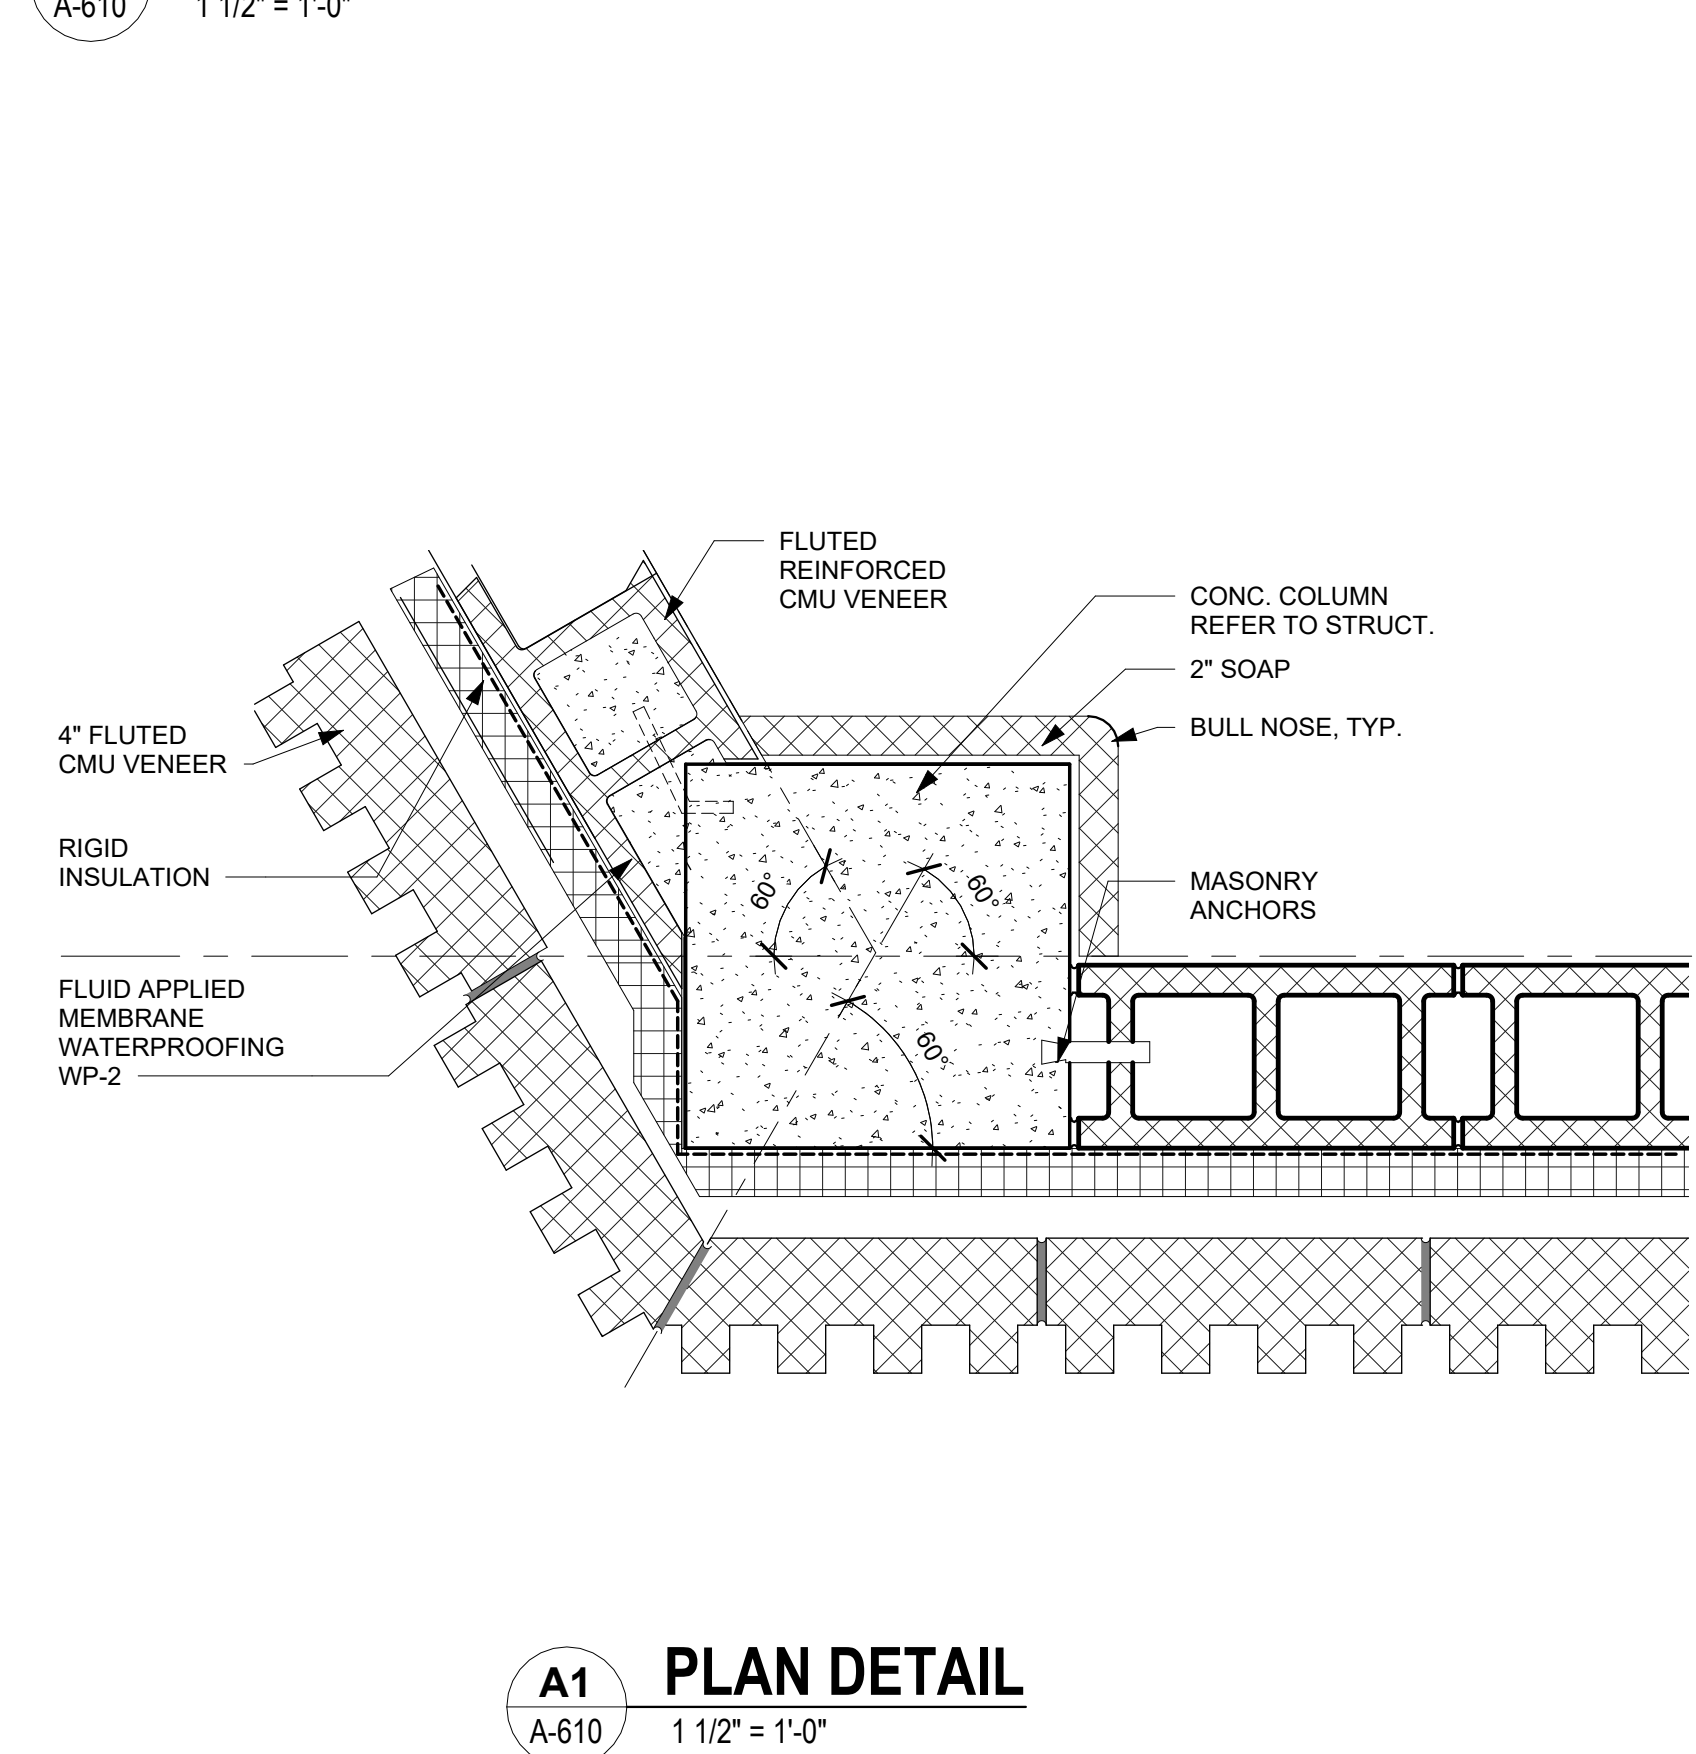 A-610
1 1/2" = 1'-0"
FLUTED
REINFORCED
CMU VENEER
CONC. COLUMN
REFER TO STRUCT.
2" SOAP
BULL NOSE, TYP.
4" FLUTED
CMU VENEER
RIGID
INSULATION
MASONRY
ANCHORS
60°
60°
60°
FLUID APPLIED
MEMBRANE
WATERPROOFING
WP-2
A1
PLAN DETAIL
A-610
1 1/2" = 1'-0"